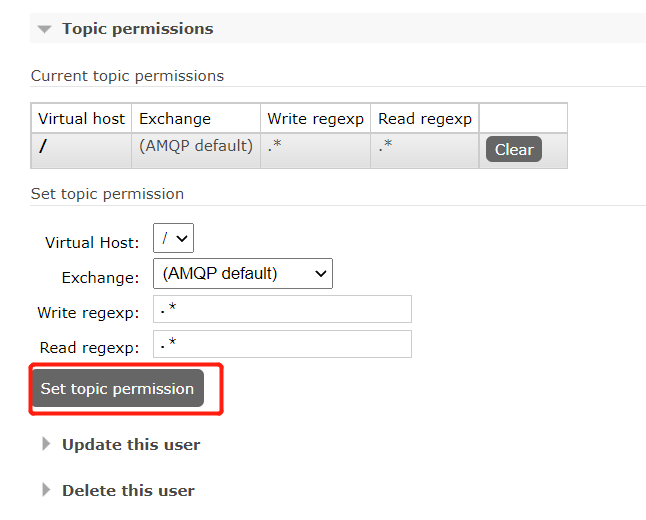 Topic permissions
Current topic permissions
Virtual host Exchange Write regexp Read regexp
/ (AMQP default) .* .* Clear
Set topic permission
Virtual Host: /
Exchange: (AMQP default)
Write regexp: .*
Read regexp: .*
Set topic permission
Update this user
Delete this user